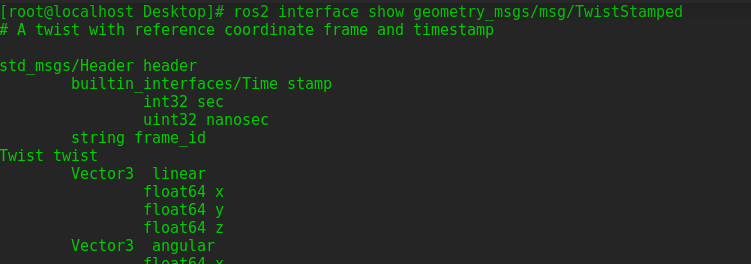 [root@localhost Desktop]# ros2 interface show geometry_msgs/msg/TwistStamped
# A twist with reference coordinate frame and timestamp
std_msgs/Header header
builtin_interfaces/Time stamp
int32 sec
uint32 nanosec
string frame_id
Twist twist
Vector3  linear
float64 x
float64 y
float64 z
Vector3  angular
float64 x